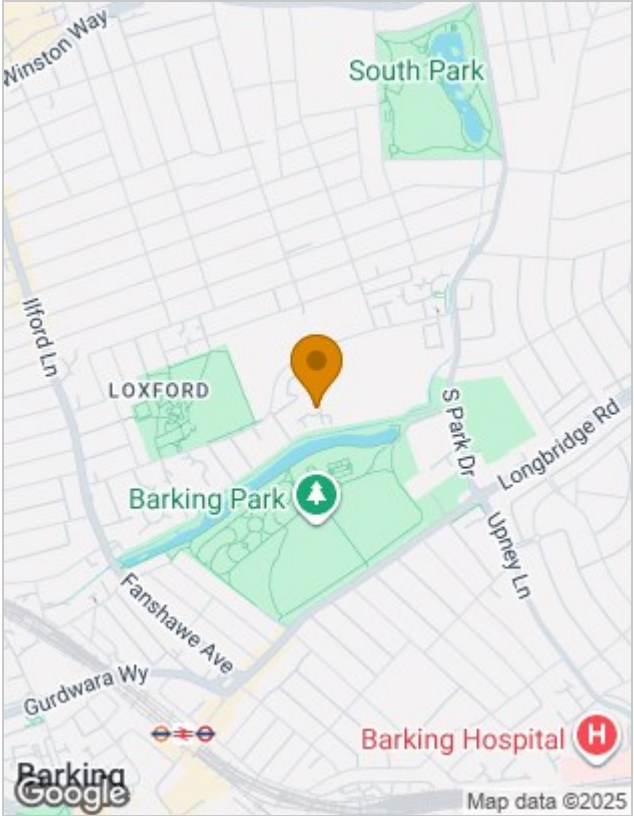 Winston Way
South Park
Ilford Ln
LOXFORD
S Park Dr
Longbridge Rd
Barking Park
Upney Ln
Fanshawe Ave
Gurdwara Wy
Barking Hospital
H
Barking
Google
Map data ©2025